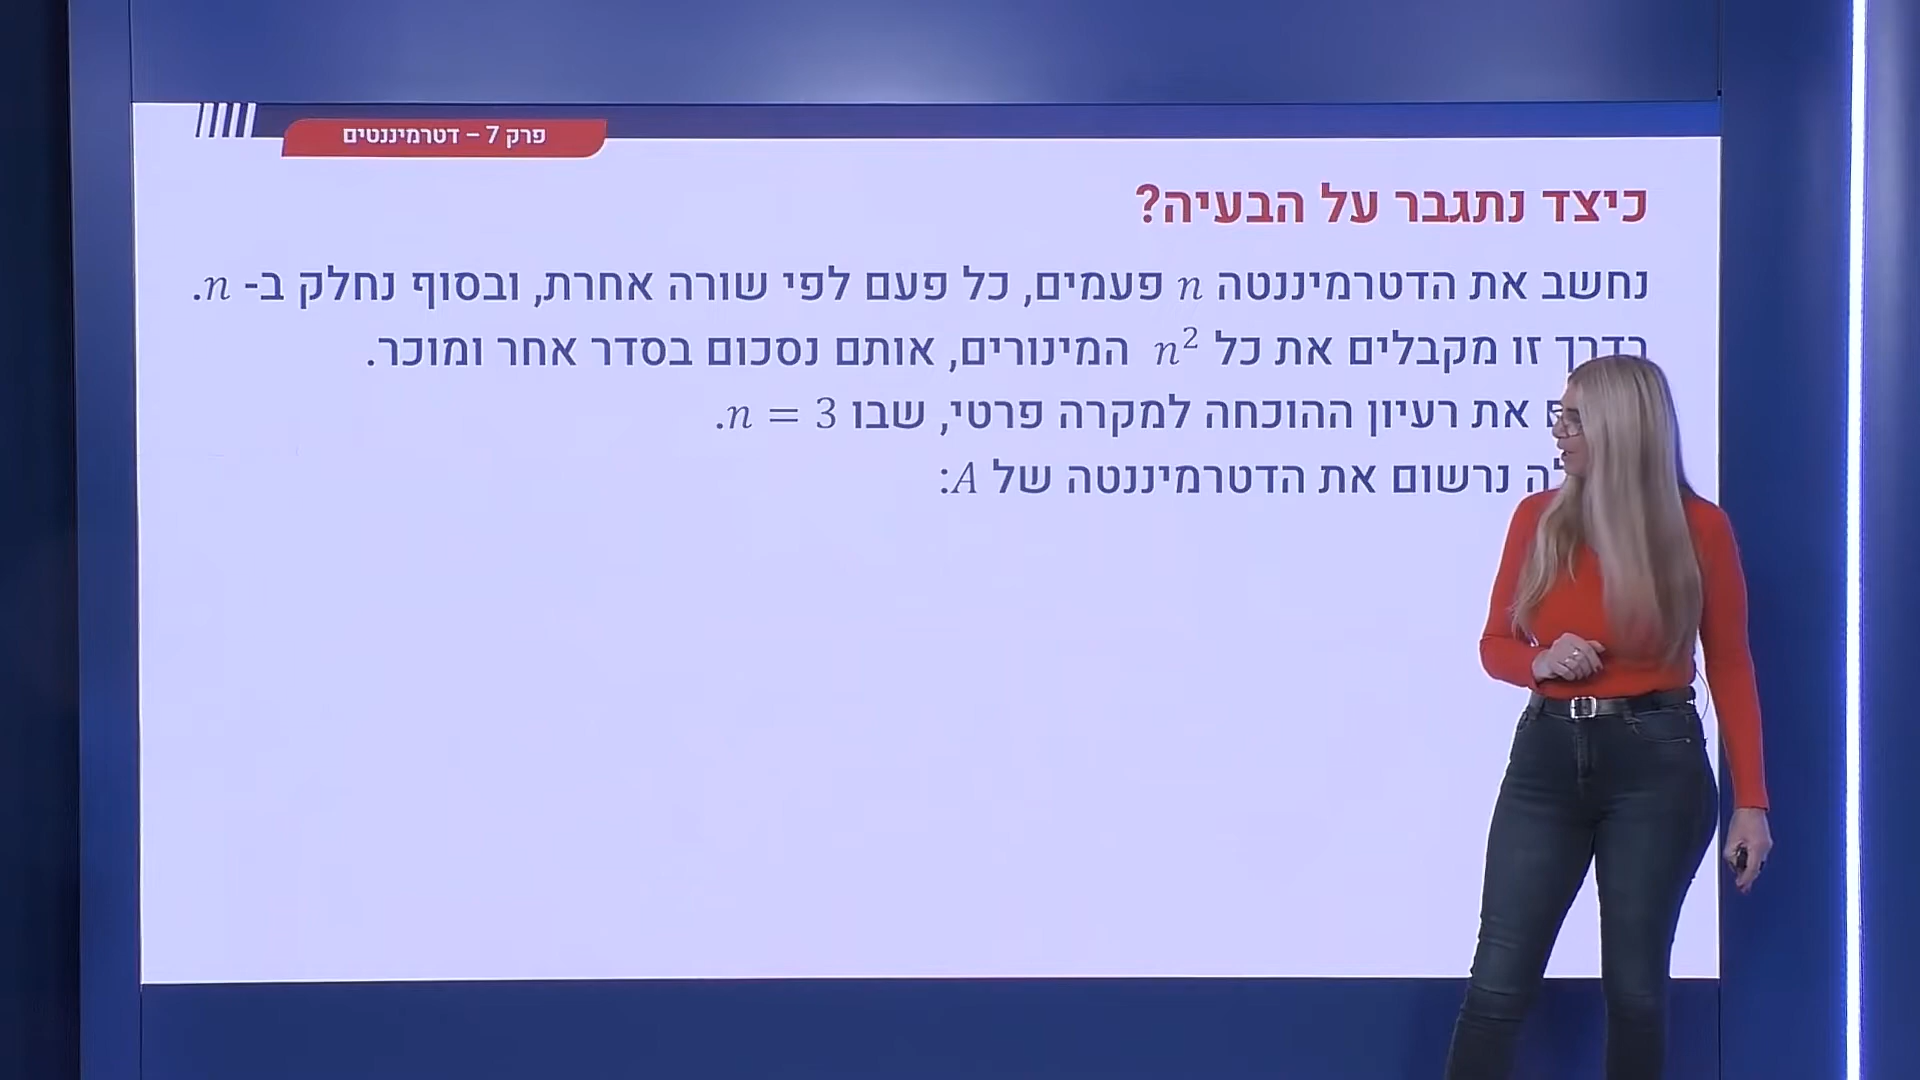 פרק 7 – דטרמיננטים
כיצד נתגבר על הבעיה?
נחשב את הדטרמיננטה n פעמים, כל פעם לפי שורה אחרת, ובסוף נחלק ב- n.
בדרך זו מקבלים את כל n² המינורים, אותם נסכום בסדר אחר ומוכר.
את רעיון ההוכחה למקרה פרטי, שבו n = 3.
נרשום את הדטרמיננטה של A: